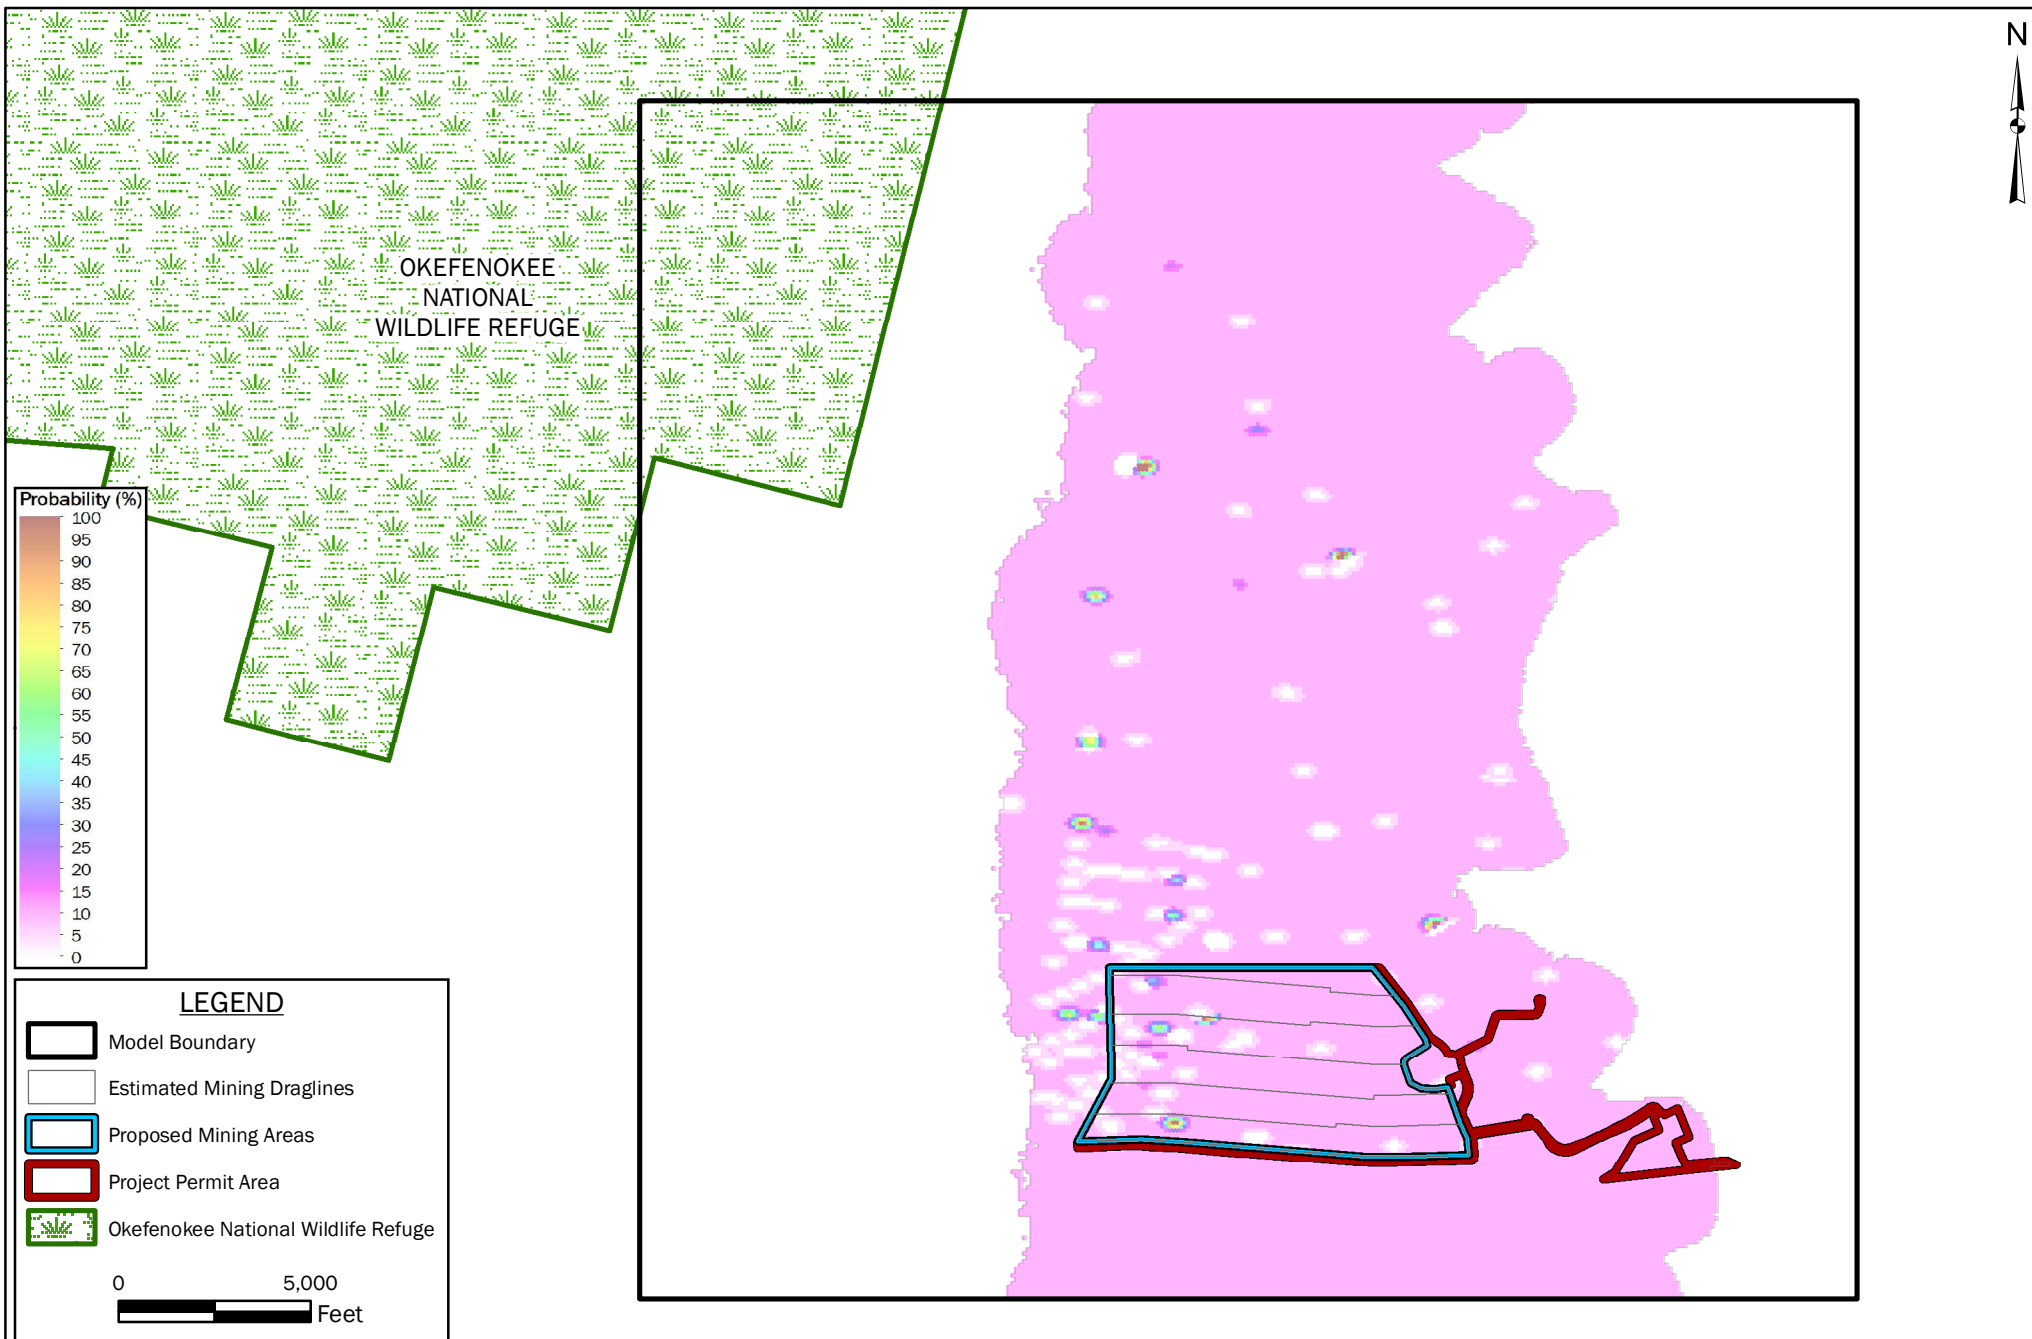 N
OKEFENOKEE
NATIONAL
WILDLIFE REFUGE
Probability (%)
100
95
90
85
80
75
70
65
60
55
50
45
40
35
30
25
20
15
10
5
0
LEGEND
Model Boundary
Estimated Mining Draglines
Proposed Mining Areas
Project Permit Area
Okefenokee National Wildlife Refuge
0 5,000
Feet